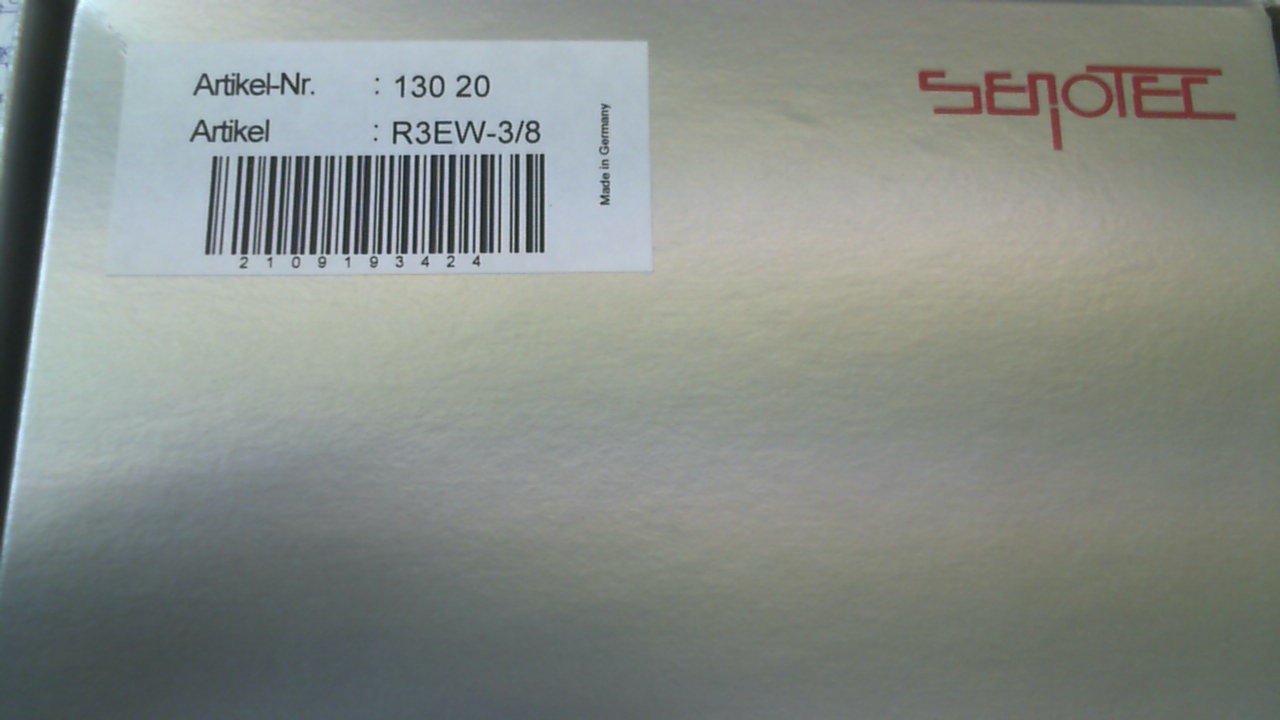 Artikel-Nr. : 130 20
Artikel : R3EW-3/8
2109193424
Made in Germany
SENOTEC